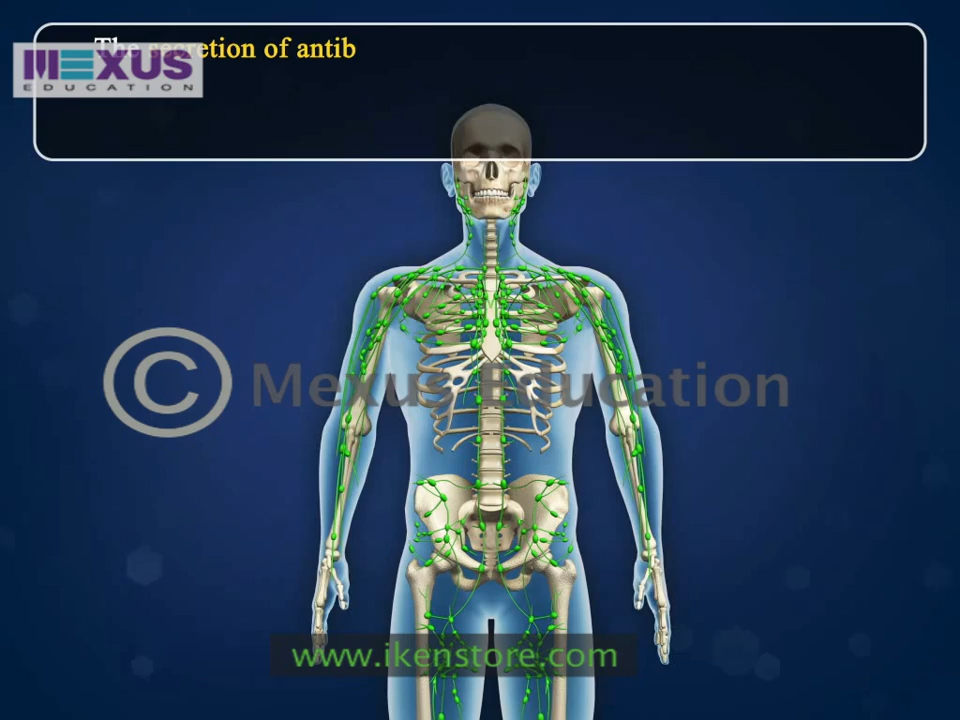 The secretion of antib
MEXUS
EDUCATION
© Mexus Education
www.ikenstore.com